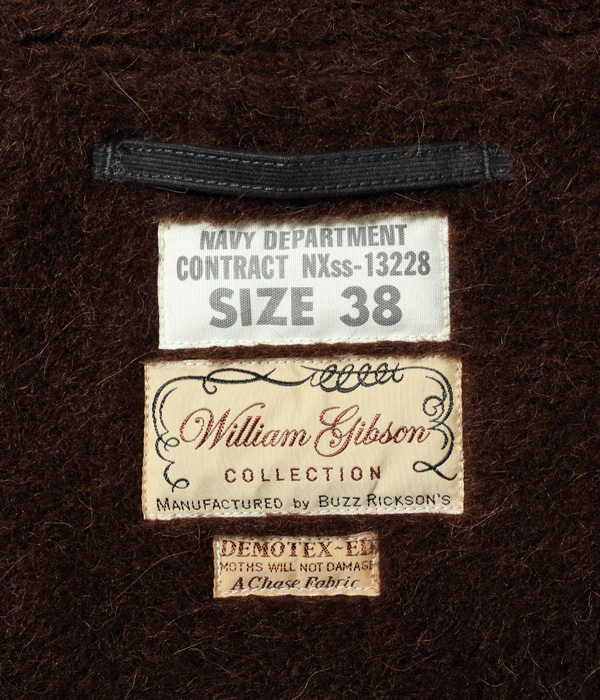 NAVY DEPARTMENT
CONTRACT NXss-13228
SIZE 38
William Gibson
COLLECTION
MANUFACTURED by BUZZ RICKSON'S
DEMOTEX-ED
MOTHS WILL NOT DAMAGE
A Chase Fabric